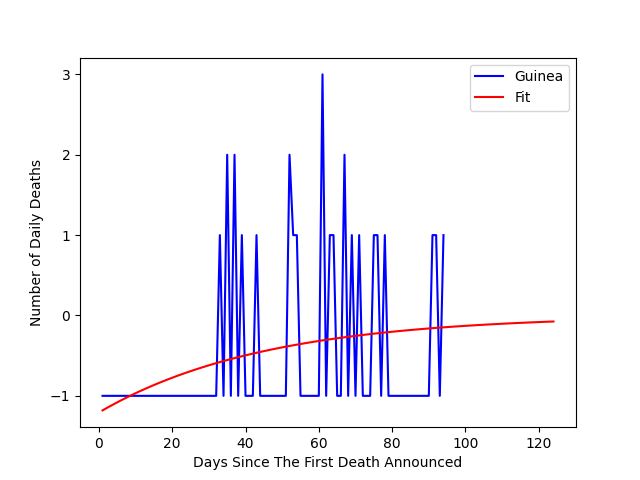 Guinea
Fit
3
2
1
0
−1
Number of Daily Deaths
0 20 40 60 80 100 120
Days Since The First Death Announced